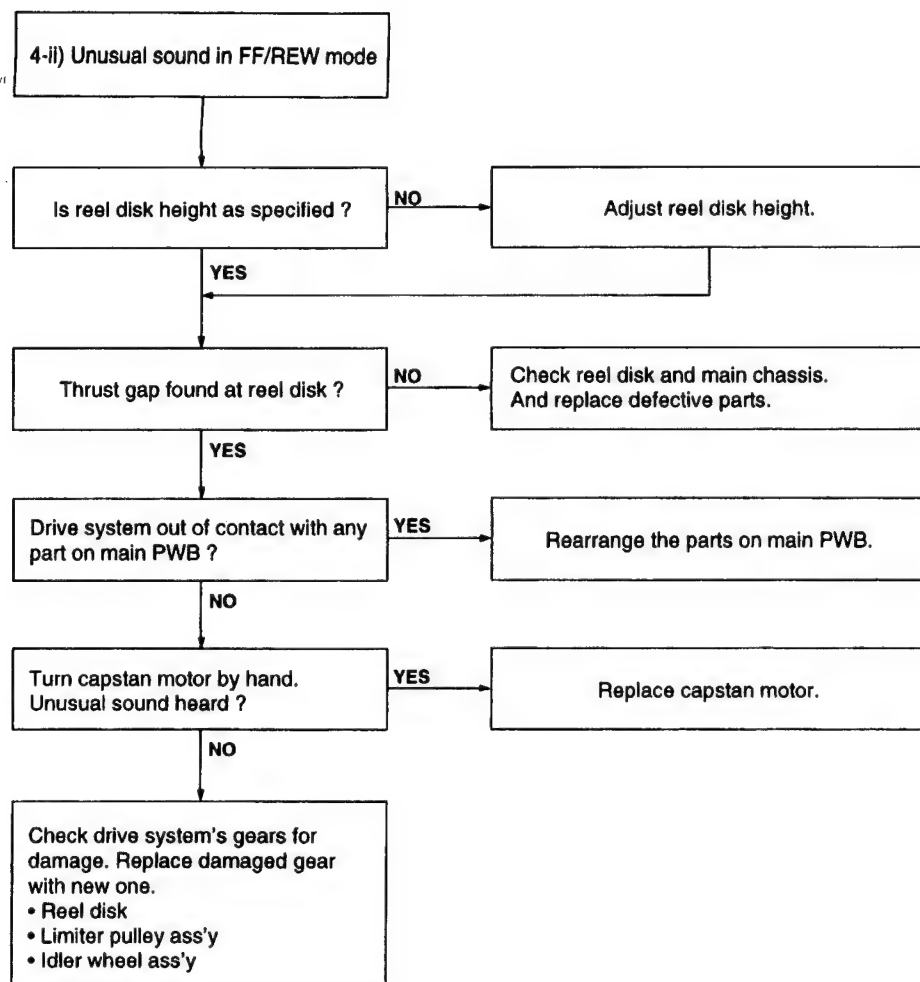 4-ii) Unusual sound in FF/REW mode
Is reel disk height as specified ?
NO
Adjust reel disk height.
YES
Thrust gap found at reel disk ?
NO
Check reel disk and main chassis.
And replace defective parts.
YES
Drive system out of contact with any
part on main PWB ?
YES
Rearrange the parts on main PWB.
NO
Turn capstan motor by hand.
Unusual sound heard ?
YES
Replace capstan motor.
NO
Check drive system's gears for
damage. Replace damaged gear
with new one.
• Reel disk
• Limiter pulley ass'y
• Idler wheel ass'y